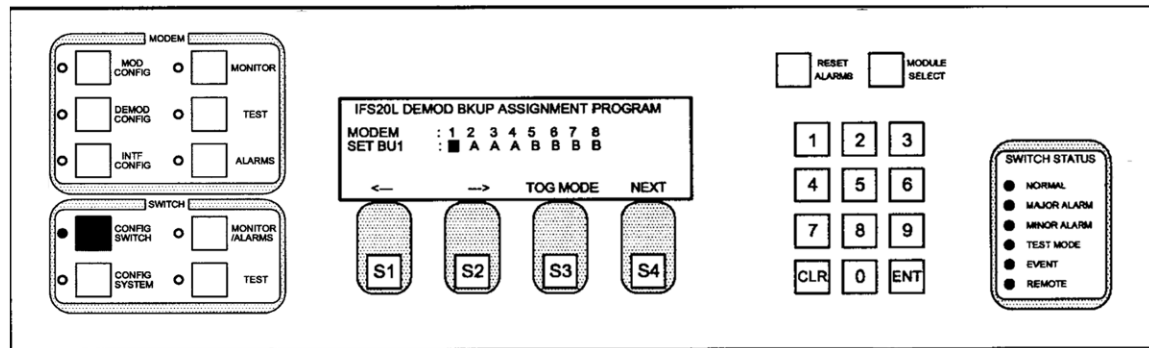 MODEM
MOD
CONFIG
MONITOR
DEMOD
CONFIG
TEST
INTF
CONFIG
ALARMS
SWITCH
CONFIG
SWITCH
MONITOR
/ALARMS
CONFIG
SYSTEM
TEST
IFS20L DEMOD BKUP ASSIGNMENT PROGRAM
MODEM : 1 2 3 4 5 6 7 8
SET BU1 : A A A B B B B
<--- ---> TOG MODE NEXT
S1 S2 S3 S4
RESET
ALARMS
MODULE
SELECT
1 2 3
4 5 6
7 8 9
CLR 0 ENT
SWITCH STATUS
NORMAL
MAJOR ALARM
MINOR ALARM
TEST MODE
EVENT
REMOTE